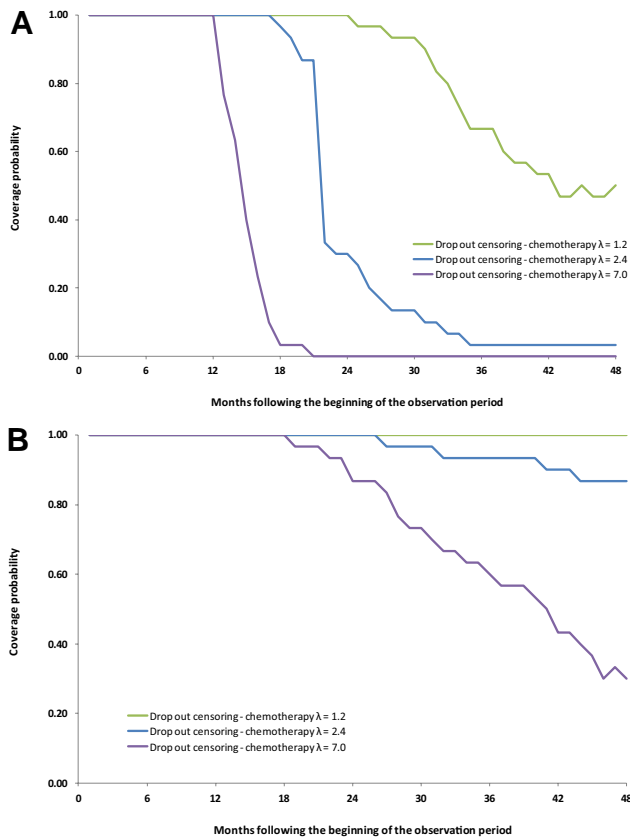 A
1.00
0.80
0.60
0.40
0.20
0.00
Coverage probability
Drop out censoring - chemotherapy λ = 1.2
Drop out censoring - chemotherapy λ = 2.4
Drop out censoring - chemotherapy λ = 7.0
0 6 12 18 24 30 36 42 48
Months following the beginning of the observation period
B
1.00
0.80
0.60
0.40
0.20
0.00
Coverage probability
Drop out censoring - chemotherapy λ = 1.2
Drop out censoring - chemotherapy λ = 2.4
Drop out censoring - chemotherapy λ = 7.0
0 6 12 18 24 30 36 42 48
Months following the beginning of the observation period